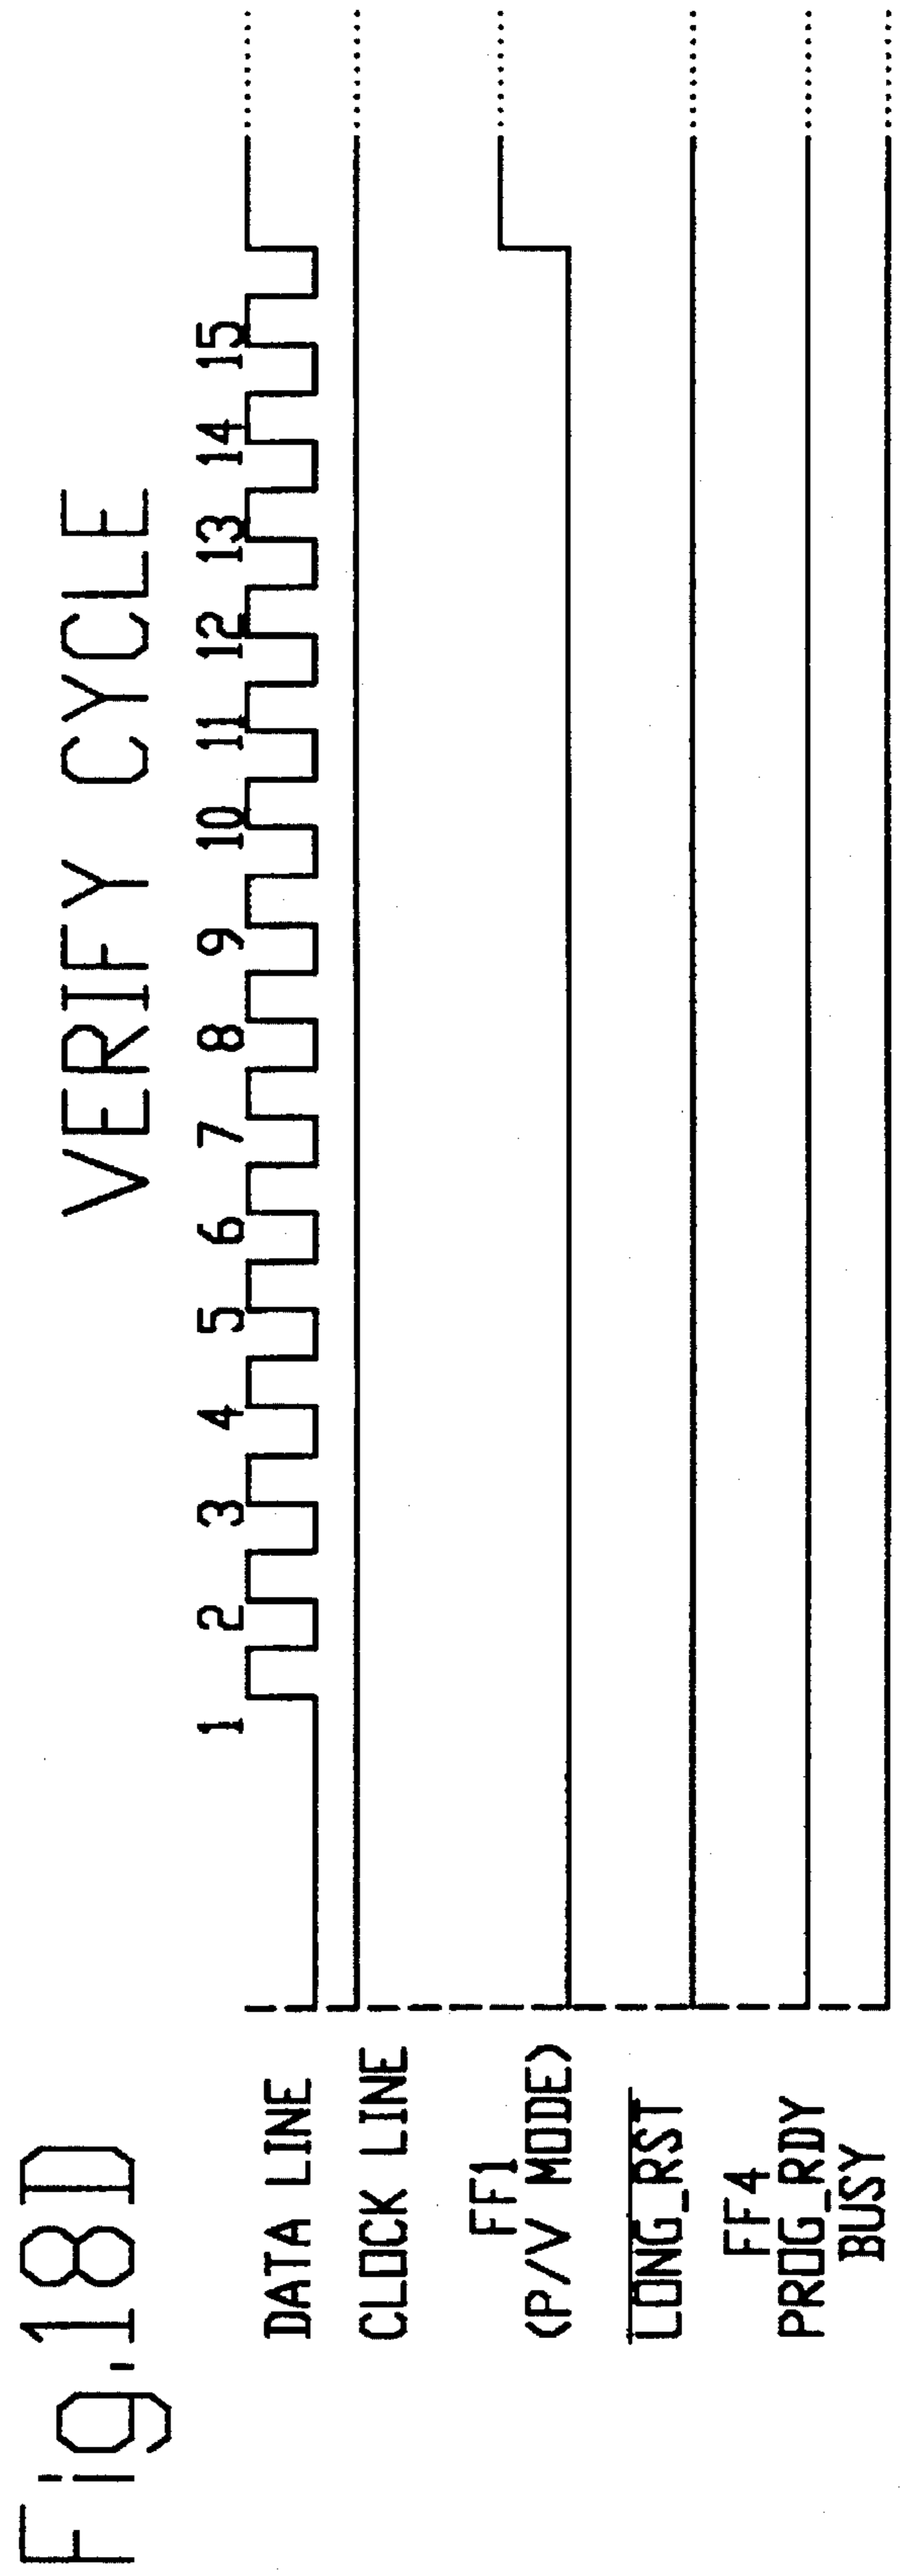 Fig.18D
VERIFY CYCLE
1 2 3 4 5 6 7 8 9 10 11 12 13 14 15
DATA LINE
CLOCK LINE
FF1
(P/V MODE)
LONG_RST
FF4
PROG_RDY
BUSY